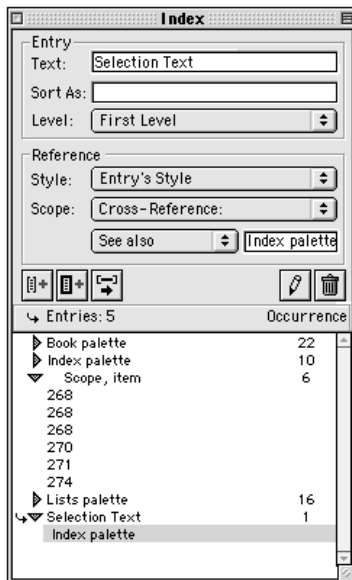 Index
Entry
Text: Selection Text
Sort As:
Level: First Level
Reference
Style: Entry's Style
Scope: Cross-Reference:
See also Index palette
Entries: 5 Occurrence
Book palette 22
Index palette 10
Scope, item 6
268
268
268
270
271
274
Lists palette 16
Selection Text 1
Index palette